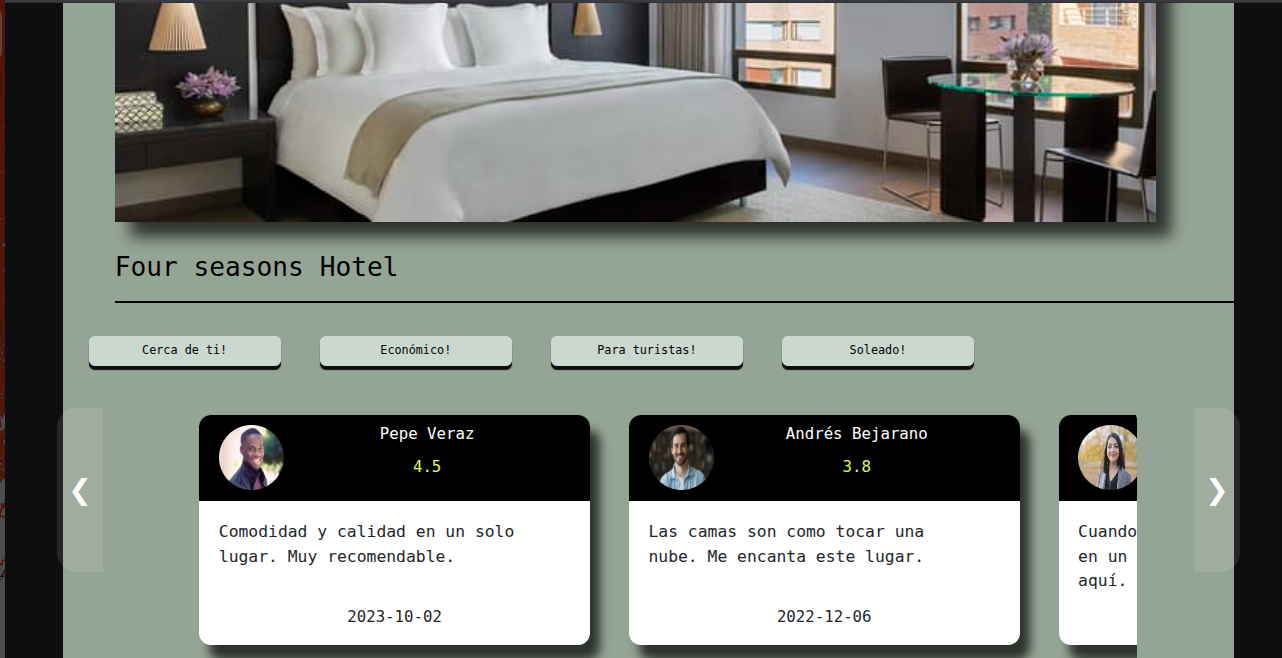 Four seasons Hotel
Cerca de ti!
Económico!
Para turistas!
Soleado!
Pepe Veraz
4.5
Comodidad y calidad en un solo
lugar. Muy recomendable.
2023-10-02
Andrés Bejarano
3.8
Las camas son como tocar una
nube. Me encanta este lugar.
2022-12-06
Cuando
en un
aquí.